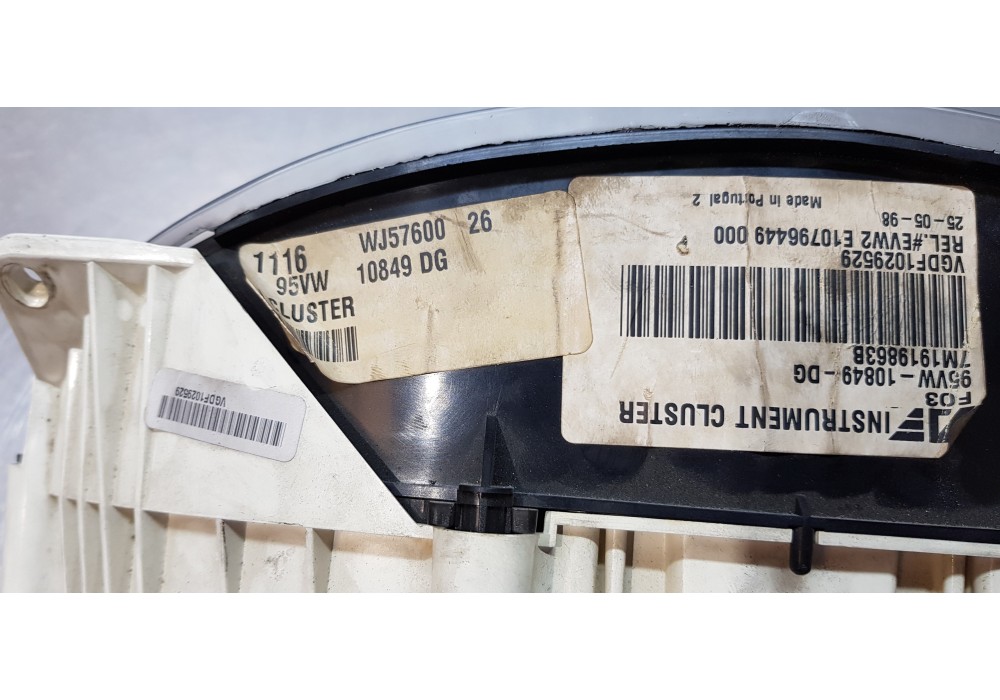 1116 WJ57600 26
95VW 10849 DG
CLUSTER
INSTRUMENT CLUSTER
F03
95VW-10849-DG
7M1919863B
VGDF10295529
REL.#EVW2 E10796449 000
25-05-98
Made in Portugal 2
VGDF1029529